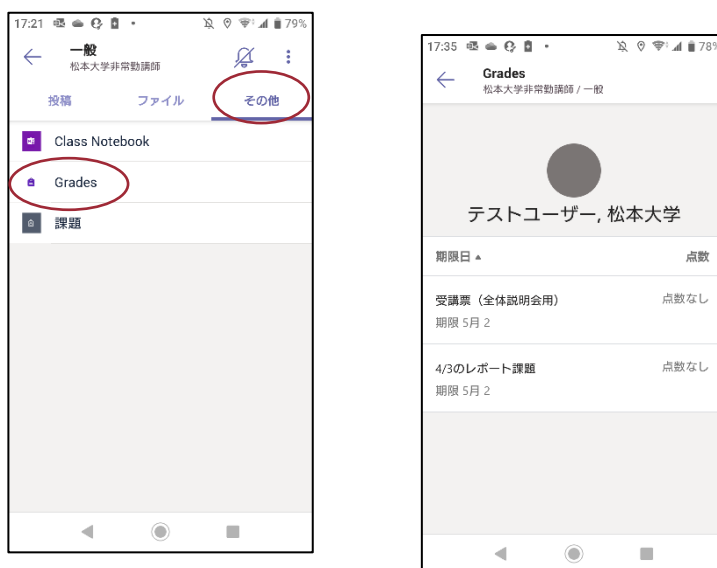 17:21
79%
一般
松本大学非常勤講師
投稿
ファイル
その他
Class Notebook
Grades
課題
17:35
78%
Grades
松本大学非常勤講師 / 一般
テストユーザー, 松本大学
期限日 ▲
点数
受講票（全体説明会用）
点数なし
期限 5月 2
4/3のレポート課題
点数なし
期限 5月 2